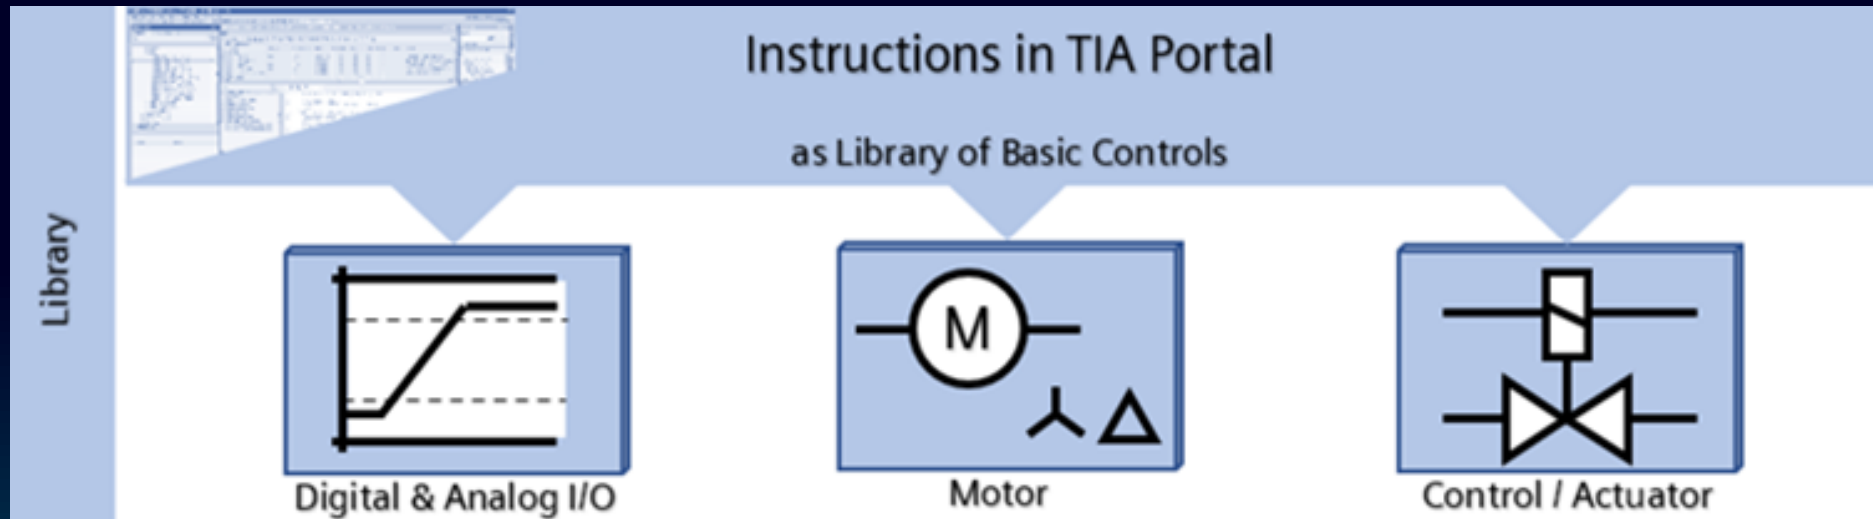 Instructions in TIA Portal
as Library of Basic Controls
Library
M
Digital & Analog I/O
Motor
Control / Actuator